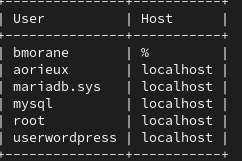 +--------------+-----------+
| User         | Host      |
+--------------+-----------+
| bmorane      | %         |
| aorieux      | localhost |
| mariadb.sys  | localhost |
| mysql        | localhost |
| root         | localhost |
| userwordpress | localhost |
+--------------+-----------+